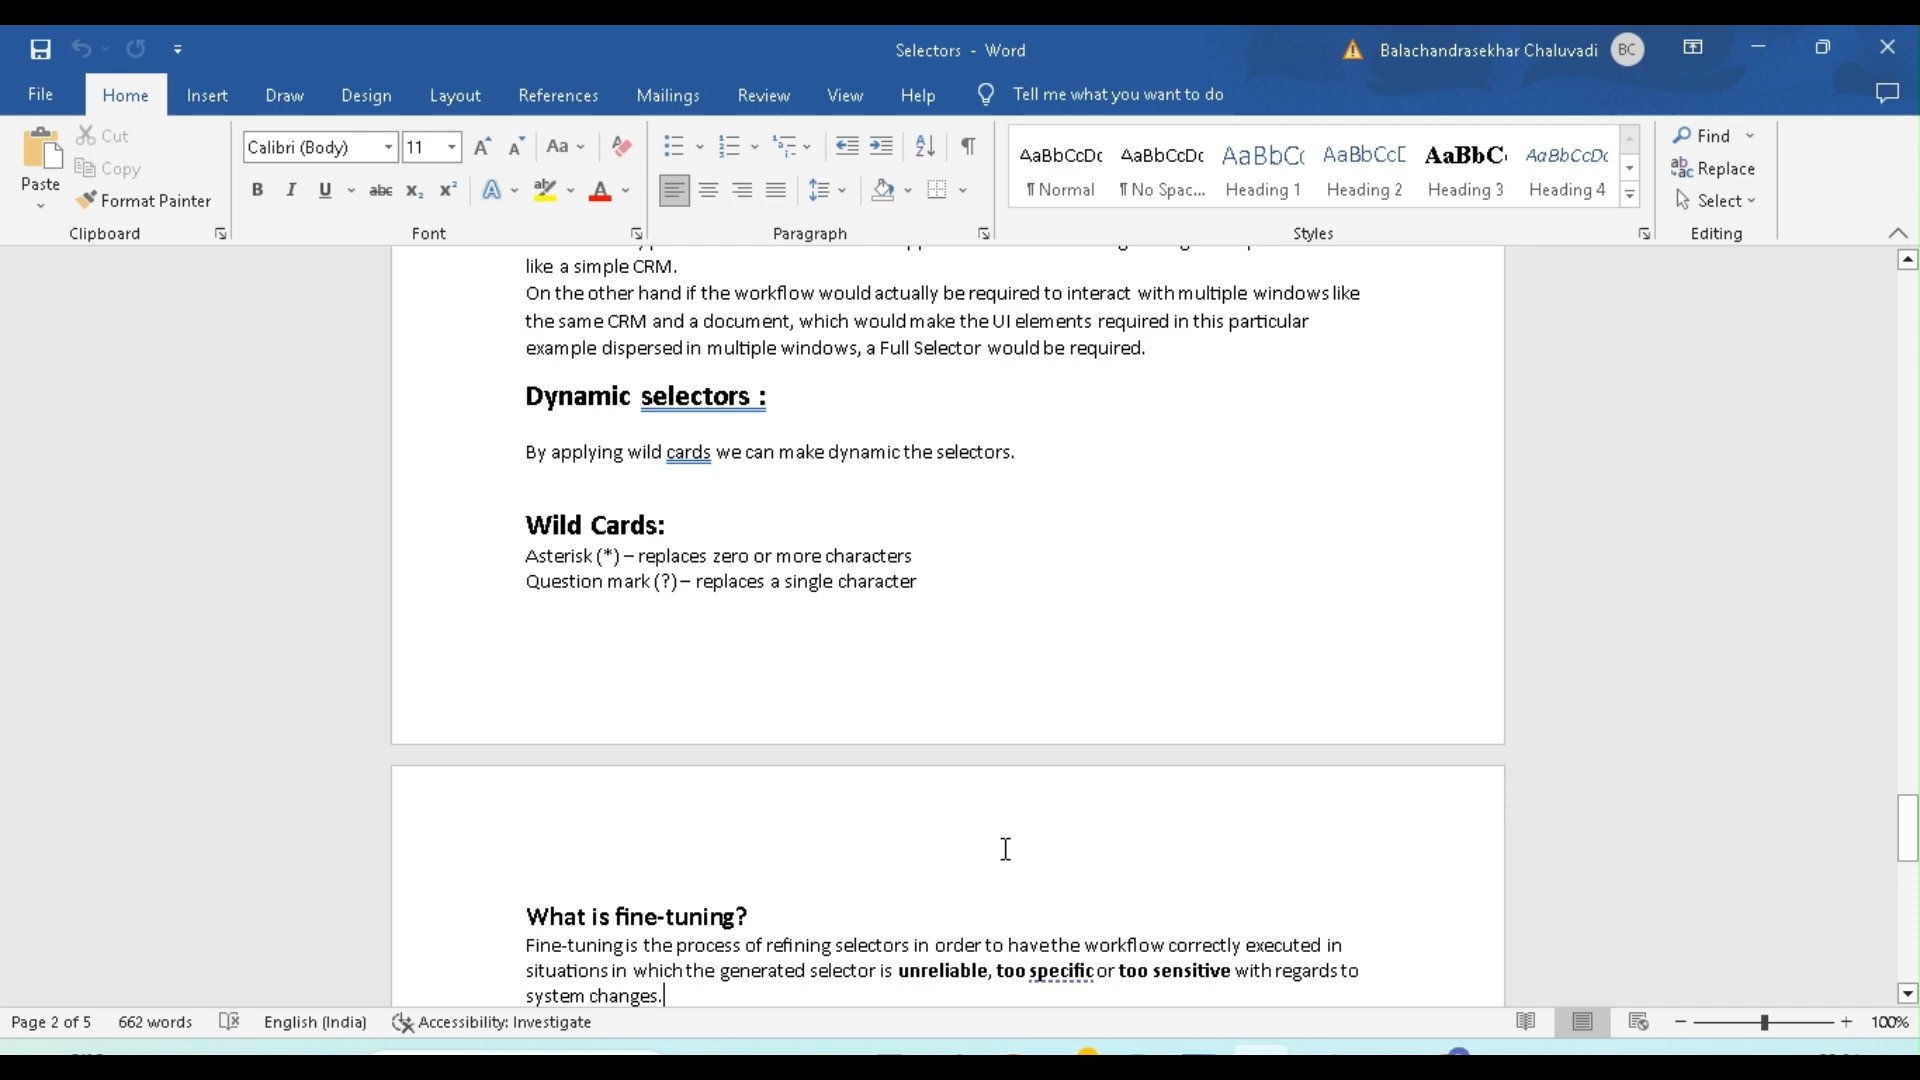 Selectors - Word
Balachandrasekhar Chaluvadi
BC
File
Home
Insert
Draw
Design
Layout
References
Mailings
Review
View
Help
Tell me what you want to do
Paste
Cut
Copy
Format Painter
Clipboard
Calibri (Body)
11
Aa
B I U abc x₂ x² A A
Font
Paragraph
AaBbCcDc
¶ Normal
AaBbCcDc
¶ No Spac...
AaBbC(
Heading 1
AaBbCcE
Heading 2
AaBbC
Heading 3
AaBbCcDc
Heading 4
Styles
Find
Replace
Select
Editing
like a simple CRM.
On the other hand if the workflow would actually be required to interact with multiple windows like
the same CRM and a document, which would make the UI elements required in this particular
example dispersed in multiple windows, a Full Selector would be required.
Dynamic selectors :
By applying wild cards we can make dynamic the selectors.
Wild Cards:
Asterisk (*) – replaces zero or more characters
Question mark (?) – replaces a single character
What is fine-tuning?
Fine-tuning is the process of refining selectors in order to have the workflow correctly executed in
situations in which the generated selector is unreliable, too specific or too sensitive with regards to
system changes.
Page 2 of 5
662 words
English (India)
Accessibility: Investigate
100%